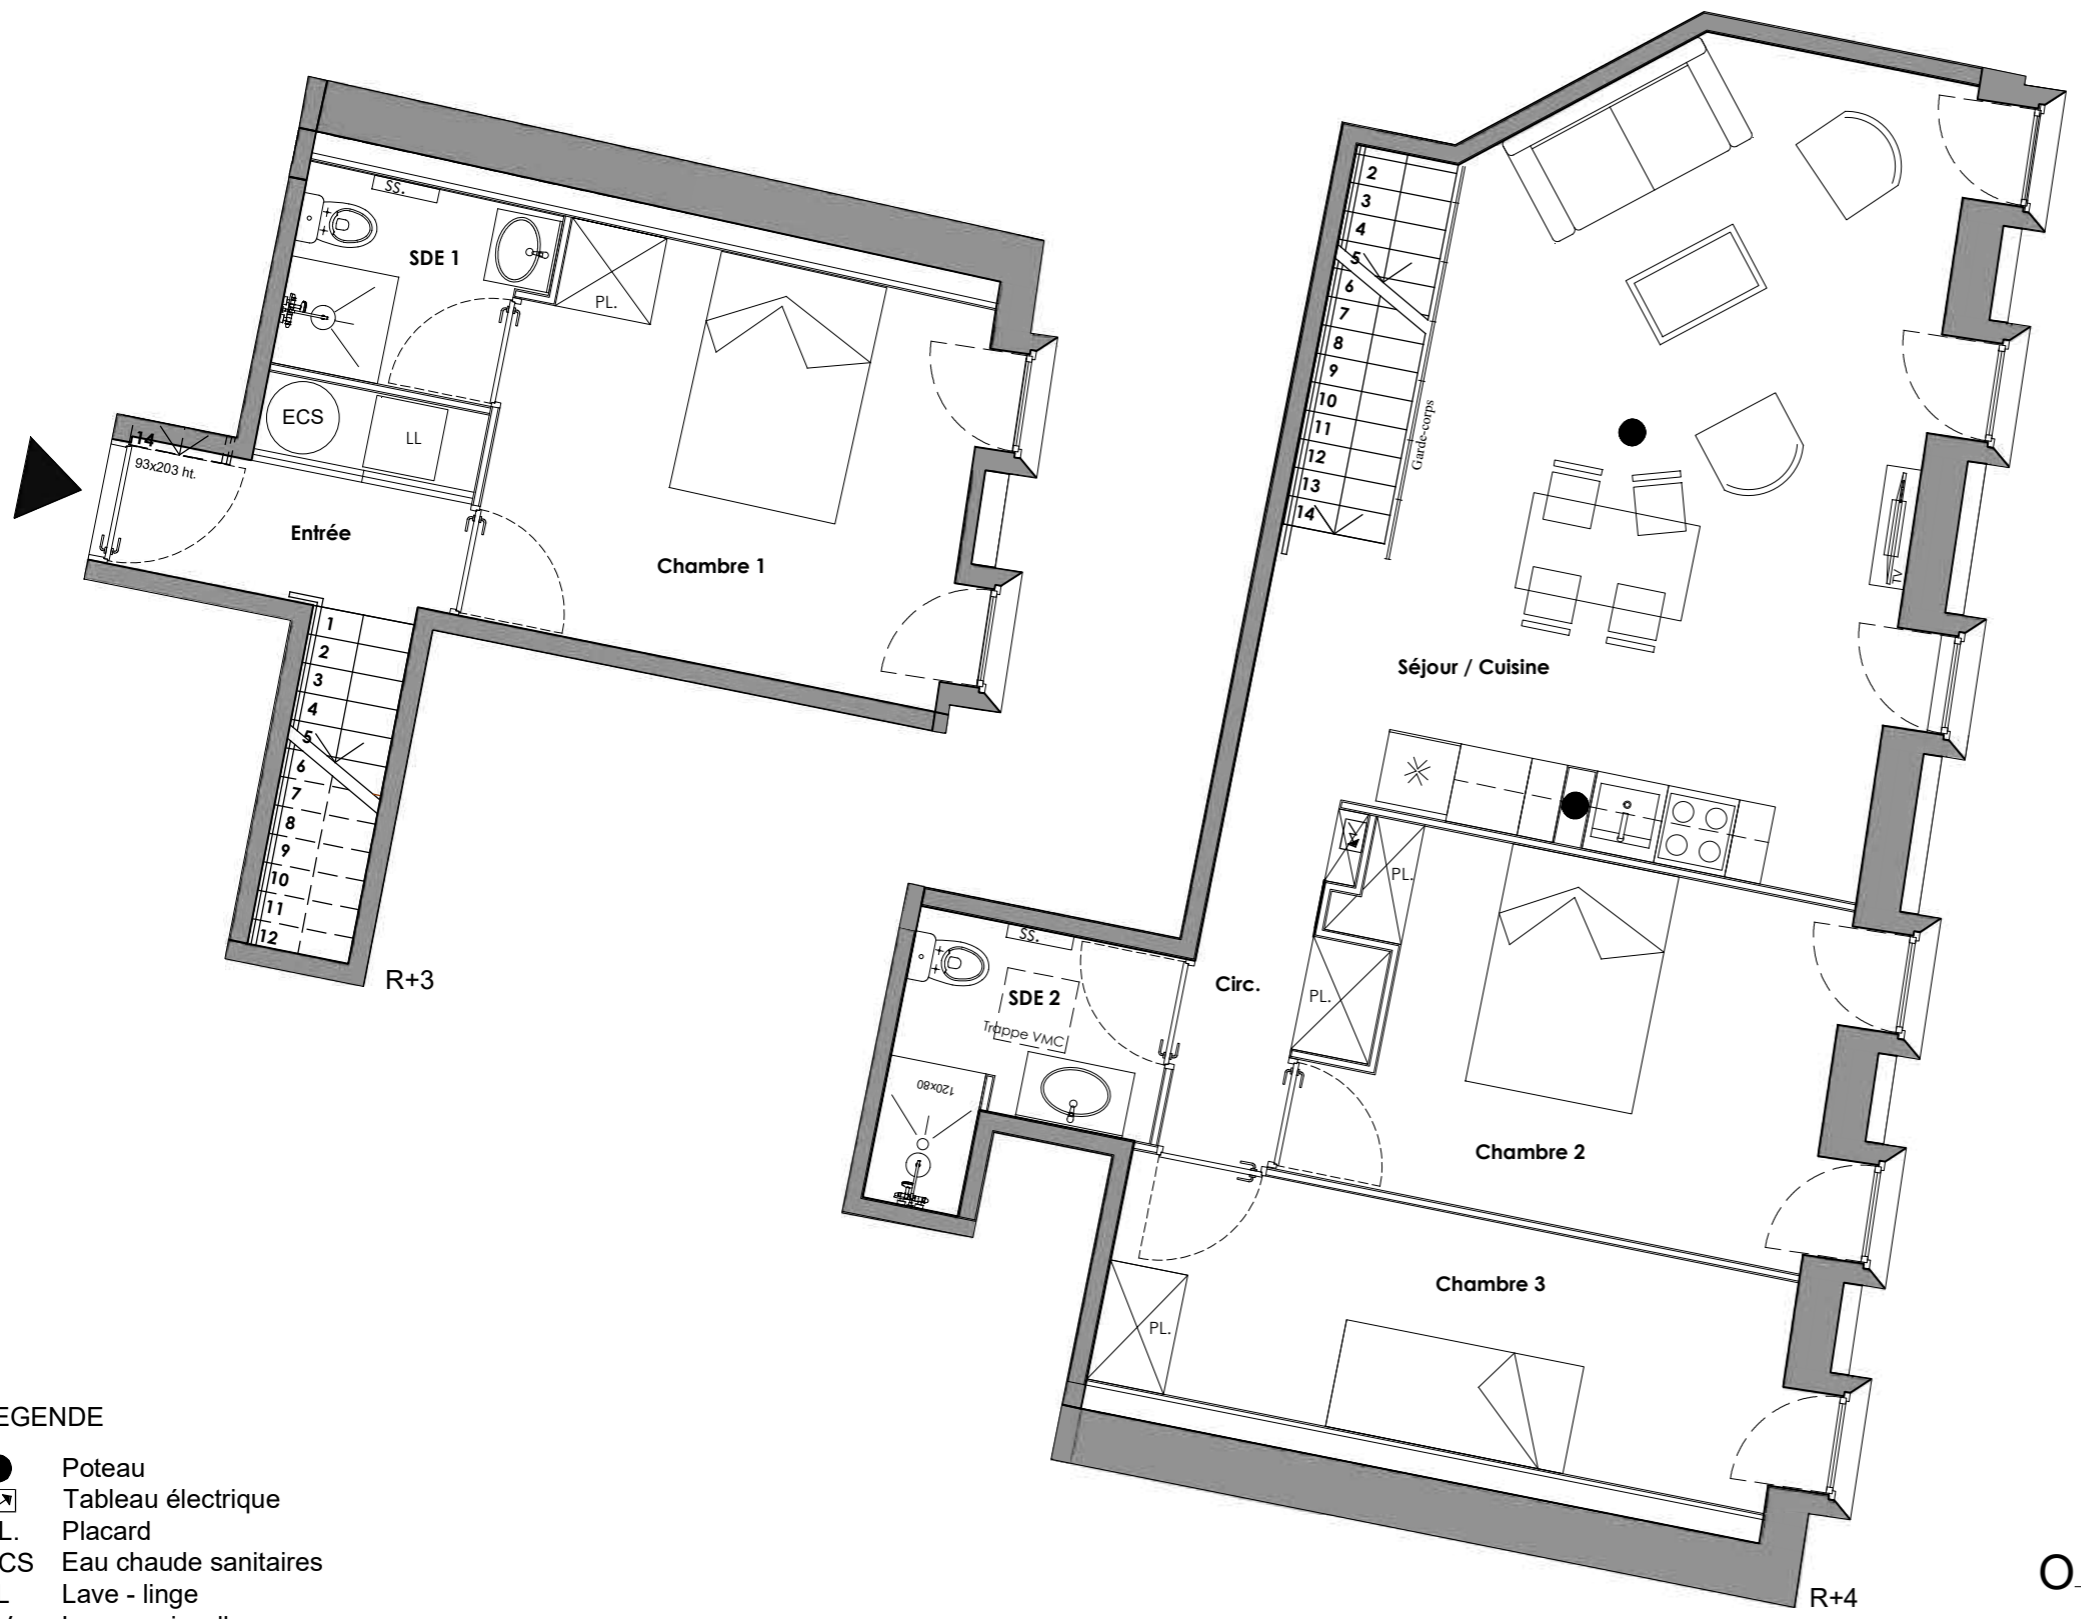 SS.
SDE 1
PL.
ECS
LL
14
93x203 ht.
Entrée
Chambre 1
1
2
3
4
5
6
7
8
9
10
11
12
R+3
2
3
4
5
6
7
8
9
10
11
12
13
14
Garde-corps
TV
Séjour / Cuisine
PL.
SS.
SDE 2
Trappe VMC
Circ.
PL.
120x80
Chambre 2
Chambre 3
PL.
R+4
EGENDE
Poteau
Tableau électrique
L. Placard
CS Eau chaude sanitaires
L Lave - linge
O